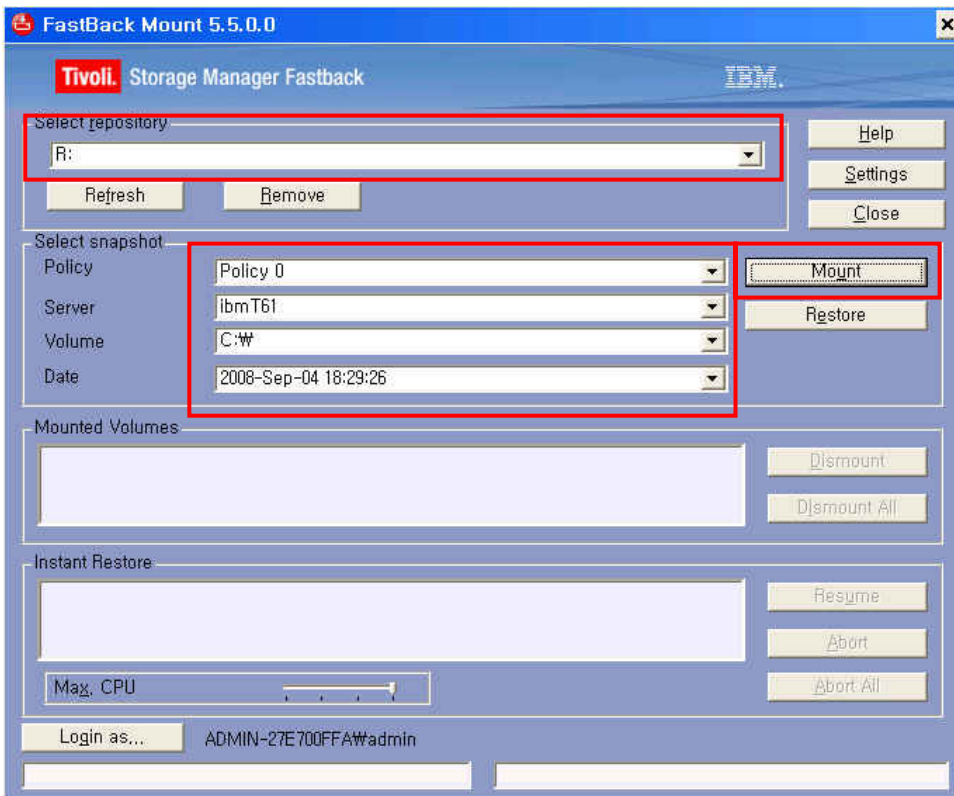 FastBack Mount 5.5.0.0
Tivoli. Storage Manager Fastback
IBM.
Select repository
R:
Refresh
Remove
Help
Settings
Close
Select snapshot
Policy
Policy 0
Mount
Server
ibmT61
Restore
Volume
C:₩
Date
2008-Sep-04 18:29:26
Mounted Volumes
Dismount
Dismount All
Instant Restore
Resume
Abort
Max. CPU
Abort All
Login as...
ADMIN-27E700FFA₩admin